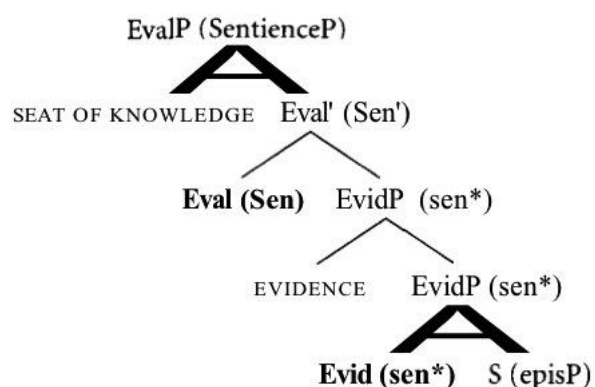 EvalP (SentienceP)
SEAT OF KNOWLEDGE Eval' (Sen')
Eval (Sen) EvidP (sen*)
EVIDENCE EvidP (sen*)
Evid (sen*) S (episP)